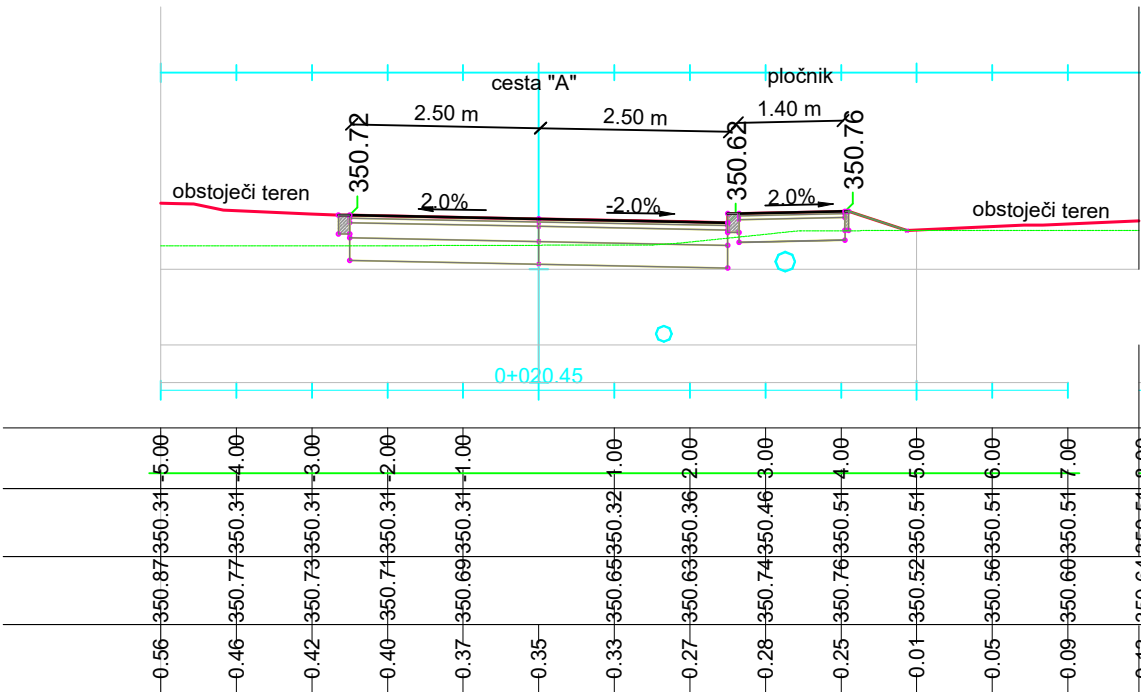 cesta "A"
pločnik
2.50 m
2.50 m
1.40 m
350.72
350.62
350.76
obstoječi teren
2.0%
-2.0%
2.0%
obstoječi teren
0+020.45
-5.00 -4.00 -3.00 -2.00 -1.00 1.00 2.00 3.00 4.00 5.00 6.00 7.00
350.31 350.31 350.31 350.31 350.31 350.32 350.36 350.46 350.51 350.51 350.51 350.51
350.87 350.77 350.73 350.71 350.69 350.65 350.63 350.74 350.76 350.52 350.56 350.60
0.56 0.46 0.42 0.40 0.37 0.35 0.33 0.27 0.28 0.25 0.01 0.05 0.09